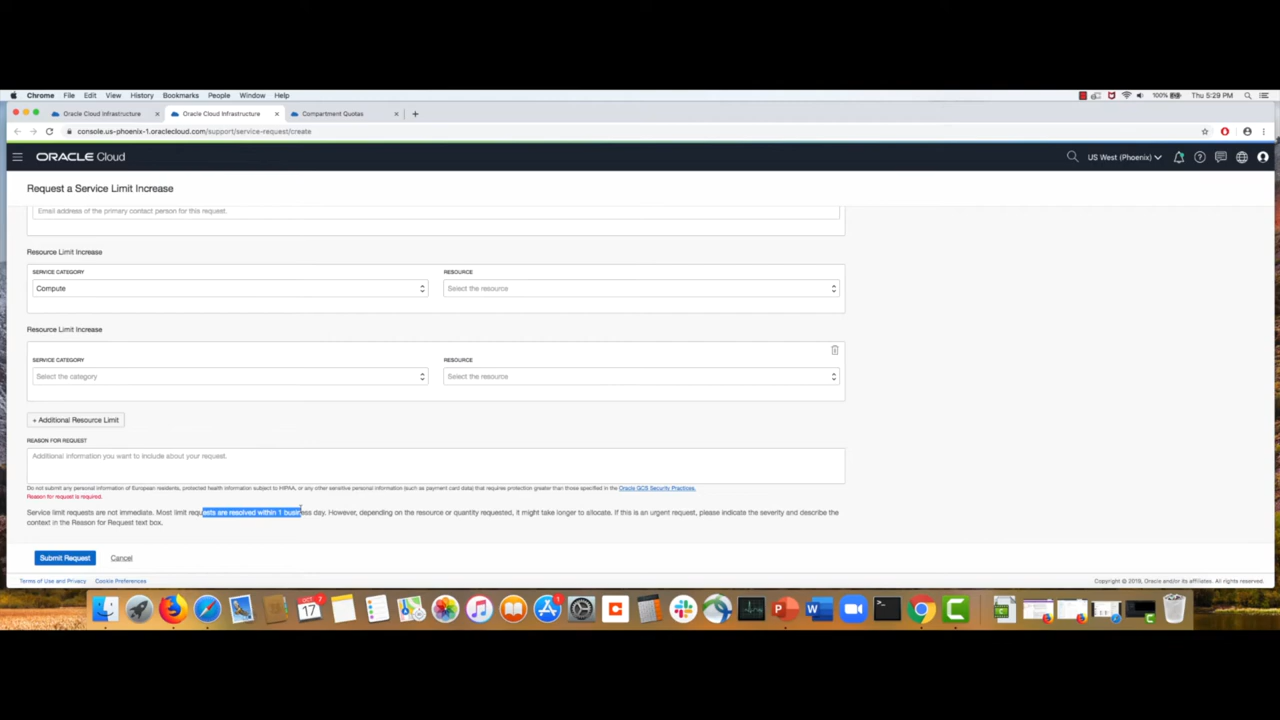 Chrome File Edit View History Bookmarks People Window Help 100% Thu 5:29 PM
Oracle Cloud Infrastructure × Oracle Cloud Infrastructure × Compartment Quotas × +
console.us-phoenix-1.oraclecloud.com/support/service-request/create
ORACLE Cloud US West (Phoenix)
Request a Service Limit Increase
Email address of the primary contact person for this request.
Resource Limit Increase
SERVICE CATEGORY RESOURCE
Compute Select the resource
Resource Limit Increase
SERVICE CATEGORY RESOURCE
Select the category Select the resource
+ Additional Resource Limit
REASON FOR REQUEST
Additional information you want to include about your request.
Do not submit any personal information of European residents, protected health information subject to HIPAA, or any other sensitive personal information (such as payment card data) that requires protection greater than those specified in the Oracle GCS Security Practices.
Reason for request is required.
Service limit requests are not immediate. Most limit requests are resolved within 1 business day. However, depending on the resource or quantity requested, it might take longer to allocate. If this is an urgent request, please indicate the severity and describe the
context in the Reason for Request text box.
Submit Request Cancel
Terms of Use and Privacy Cookie Preferences Copyright © 2019, Oracle and/or its affiliates. All rights reserved.
OCT 7
17